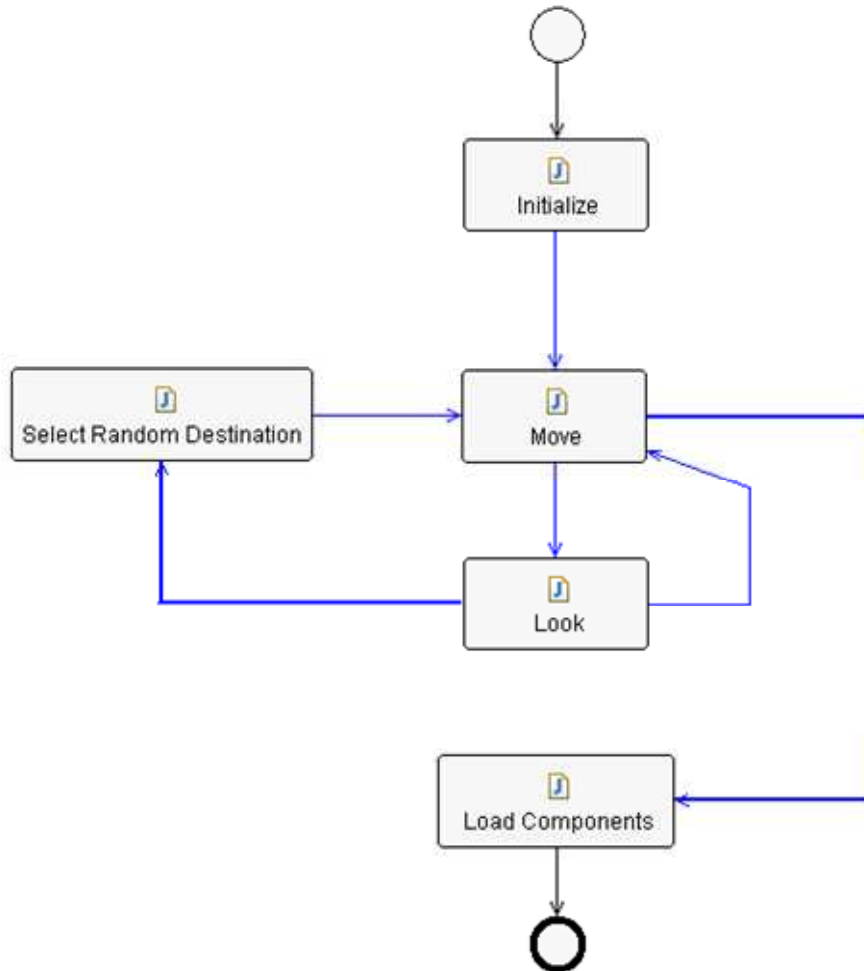 J
Initialize
J
Select Random Destination
J
Move
J
Look
J
Load Components